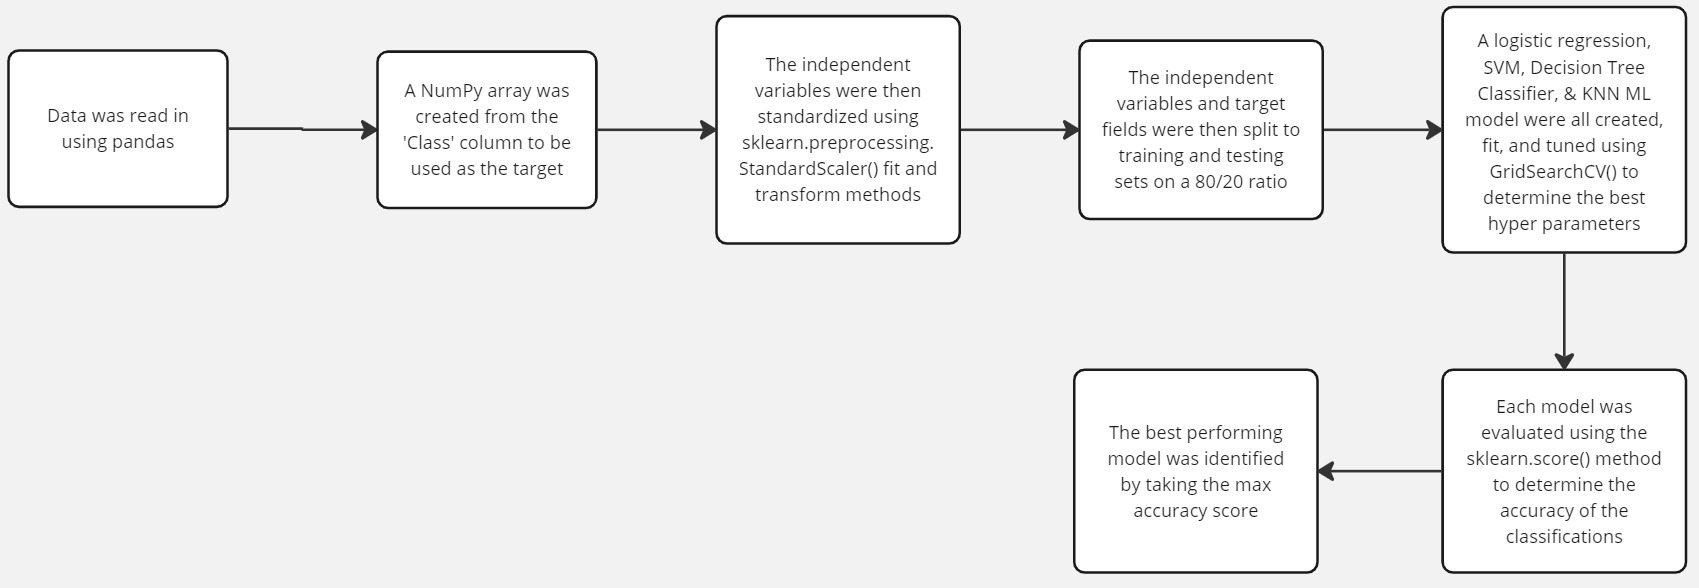 Data was read in
using pandas
A NumPy array was
created from the
'Class' column to be
used as the target
The independent
variables were then
standardized using
sklearn.preprocessing.
StandardScaler() fit and
transform methods
The independent
variables and target
fields were then split to
training and testing
sets on a 80/20 ratio
A logistic regression,
SVM, Decision Tree
Classifier, & KNN ML
model were all created,
fit, and tuned using
GridSearchCV() to
determine the best
hyper parameters
Each model was
evaluated using the
sklearn.score() method
to determine the
accuracy of the
classifications
The best performing
model was identified
by taking the max
accuracy score